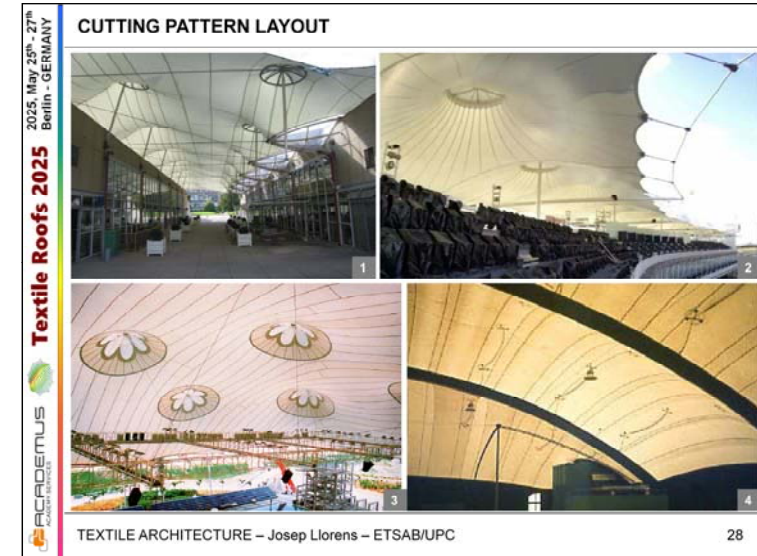 CUTTING PATTERN LAYOUT
2025, May 25th - 27th
Berlin - GERMANY
Textile Roofs 2025
ACADEMUS
ACADEMY SERVICES
1
2
3
4
TEXTILE ARCHITECTURE – Josep Llorens – ETSAB/UPC
28